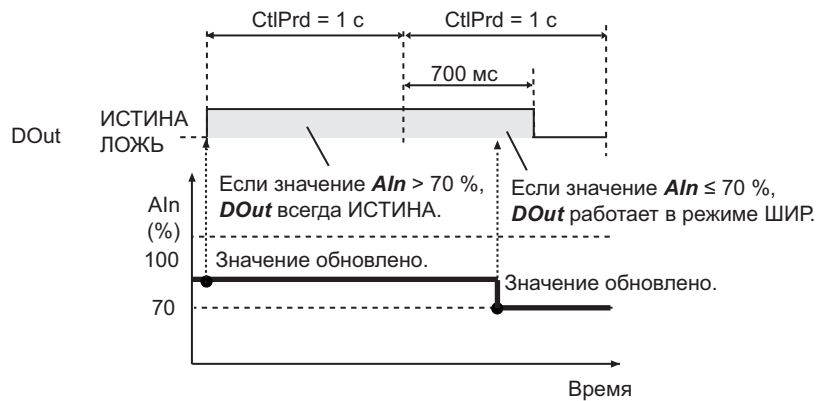 CtlPrd = 1 с
CtlPrd = 1 с
700 мс
DOut
ИСТИНА
ЛОЖЬ
Если значение AIn > 70 %,
DOut всегда ИСТИНА.
Если значение AIn ≤ 70 %,
DOut работает в режиме ШИР.
AIn
(%)
100
Значение обновлено.
Значение обновлено.
70
Время